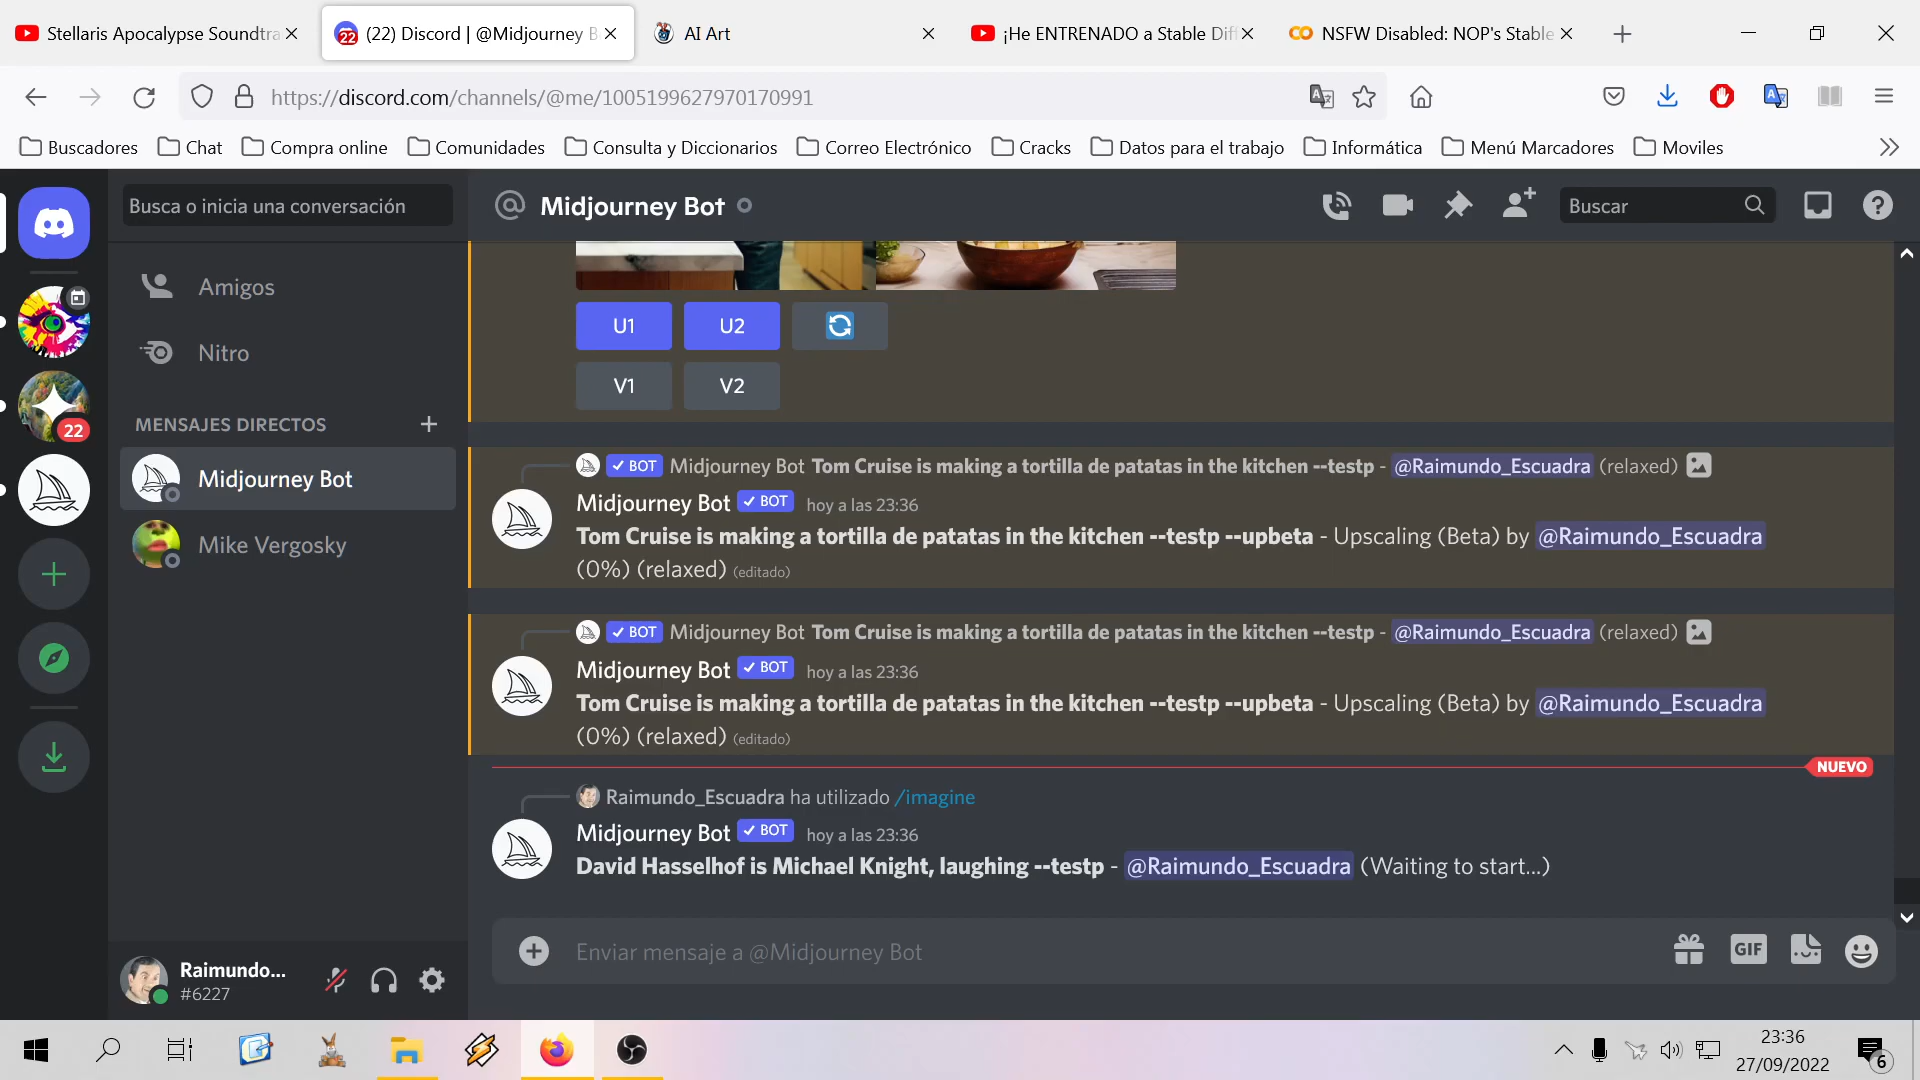 Stellaris Apocalypse Soundtra
(22) Discord | @Midjourney B
AI Art
¡He ENTRENADO a Stable Dif
NSFW Disabled: NOP's Stable
22
https://discord.com/channels/@me/1005199627970170991
Buscadores
Chat
Compra online
Comunidades
Consulta y Diccionarios
Correo Electrónico
Cracks
Datos para el trabajo
Informática
Menú Marcadores
Moviles
Busca o inicia una conversación
Midjourney Bot
Buscar
Amigos
Nitro
MENSAJES DIRECTOS
22
Midjourney Bot
Mike Vergosky
U1
U2
V1
V2
BOT Midjourney Bot Tom Cruise is making a tortilla de patatas in the kitchen --testp - @Raimundo_Escuadra (relaxed)
Midjourney Bot BOT hoy a las 23:36
Tom Cruise is making a tortilla de patatas in the kitchen --testp --upbeta - Upscaling (Beta) by @Raimundo_Escuadra
(0%) (relaxed) (editado)
BOT Midjourney Bot Tom Cruise is making a tortilla de patatas in the kitchen --testp - @Raimundo_Escuadra (relaxed)
Midjourney Bot BOT hoy a las 23:36
Tom Cruise is making a tortilla de patatas in the kitchen --testp --upbeta - Upscaling (Beta) by @Raimundo_Escuadra
(0%) (relaxed) (editado)
NUEVO
Raimundo_Escuadra ha utilizado /imagine
Midjourney Bot BOT hoy a las 23:36
David Hasselhof is Michael Knight, laughing --testp - @Raimundo_Escuadra (Waiting to start...)
Enviar mensaje a @Midjourney Bot
GIF
Raimundo...
#6227
23:36
27/09/2022
6